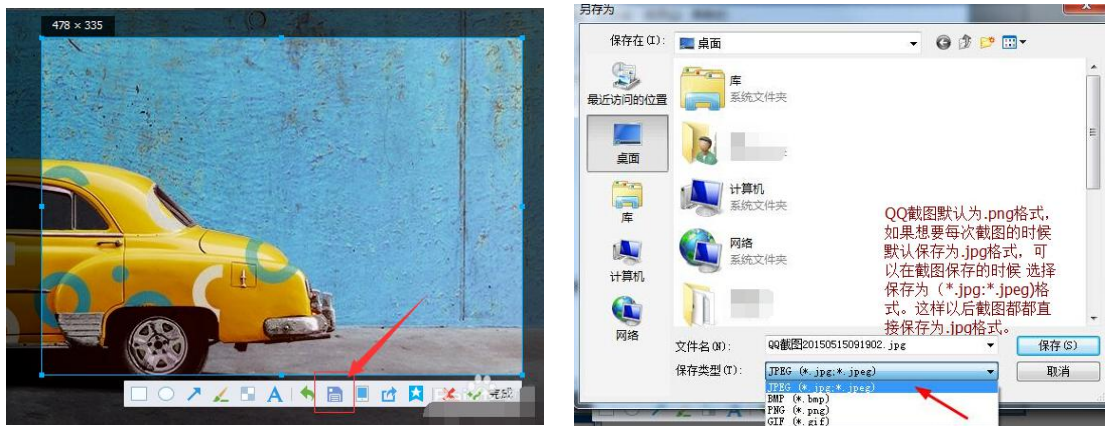 478 × 335
A
完成
另存为
保存在(I):
桌面
最近访问的位置
桌面
库
计算机
网络
库
系统文件夹
计算机
系统文件夹
网络
系统文件夹
QQ截图默认为.png格式,
如果想要每次截图的时候
默认保存为.jpg格式，可
以在截图保存的时候 选择
保存为（*.jpg:*.jpeg)格
式。这样以后截图都都直
接保存为.jpg格式。
文件名(N):
QQ截图20150515091902.jpg
保存(S)
保存类型(T):
JPEG (*.jpg;*.jpeg)
取消
JPEG (*.jpg;*.jpeg)
BMP (*.bmp)
PNG (*.png)
GIF (*.gif)